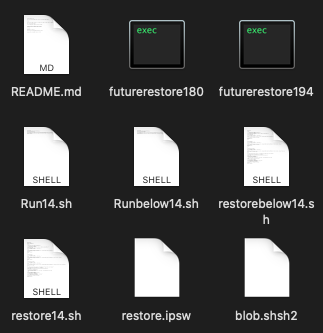 exec
exec
MD
README.md
futurerestore180
futurerestore194
SHELL
SHELL
SHELL
Run14.sh
Runbelow14.sh
restorebelow14.s
h
SHELL
restore14.sh
restore.ipsw
blob.shsh2